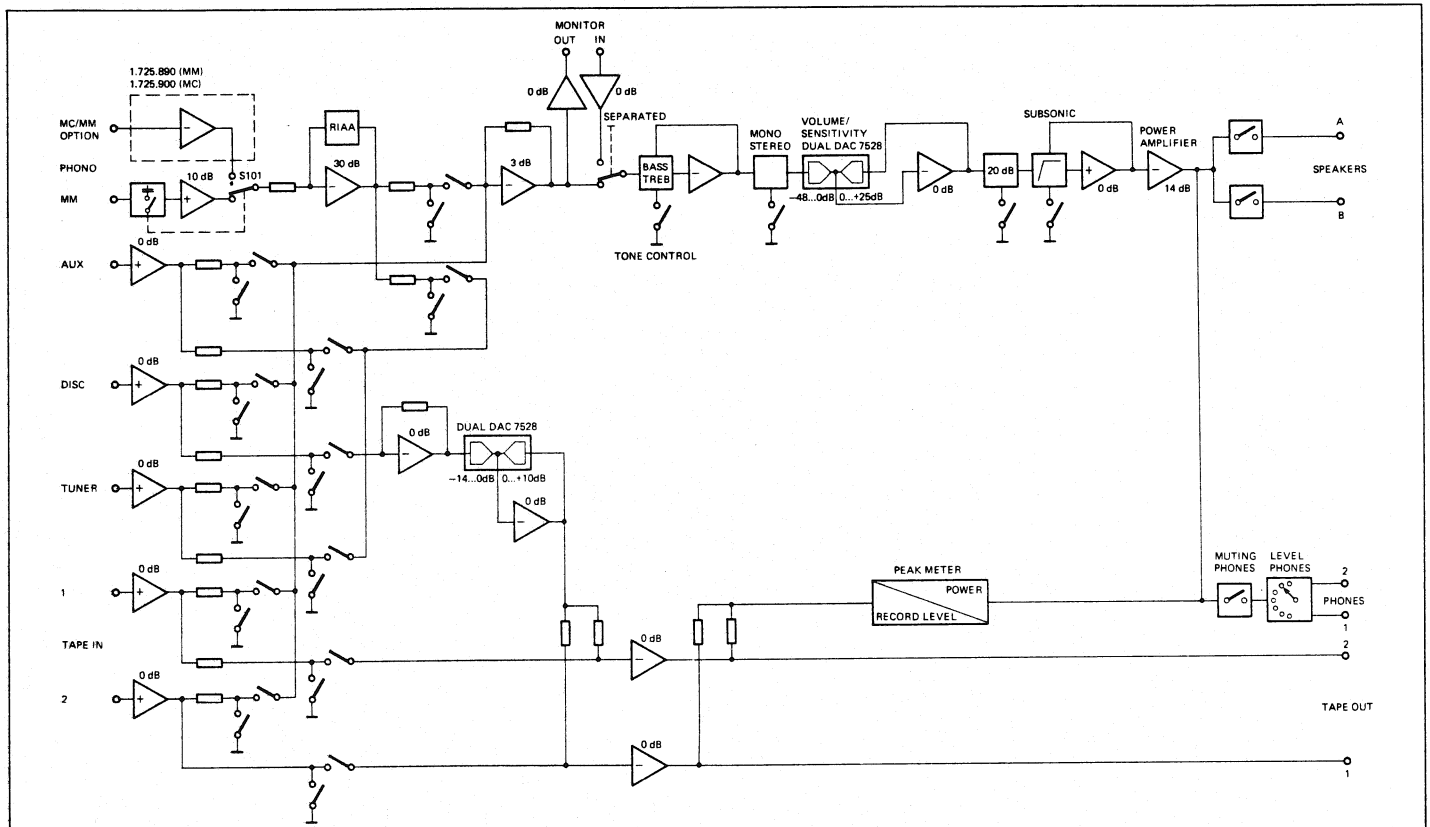 MONITOR
OUT IN
1.725.890 (MM)
1.725.900 (MC)
0 dB
0 dB
MC/MM
OPTION
SEPARATED
RIAA
MONO
STEREO
VOLUME/
SENSITIVITY
DUAL DAC 7528
SUBSONIC
POWER
AMPLIFIER
A
PHONO
10 dB
S101
30 dB
3 dB
BASS
TREB
20 dB
SPEAKERS
MM
-48...0dB 0...+25dB
0 dB
0 dB
14 dB
B
0 dB
AUX
TONE CONTROL
0 dB
DISC
DUAL DAC 7528
0 dB
0 dB
TUNER
-14...0dB 0...+10dB
0 dB
0 dB
1
PEAK METER
POWER
RECORD LEVEL
MUTING
PHONES
LEVEL
PHONES
2
PHONES
1
TAPE IN
0 dB
2
0 dB
2
TAPE OUT
0 dB
1